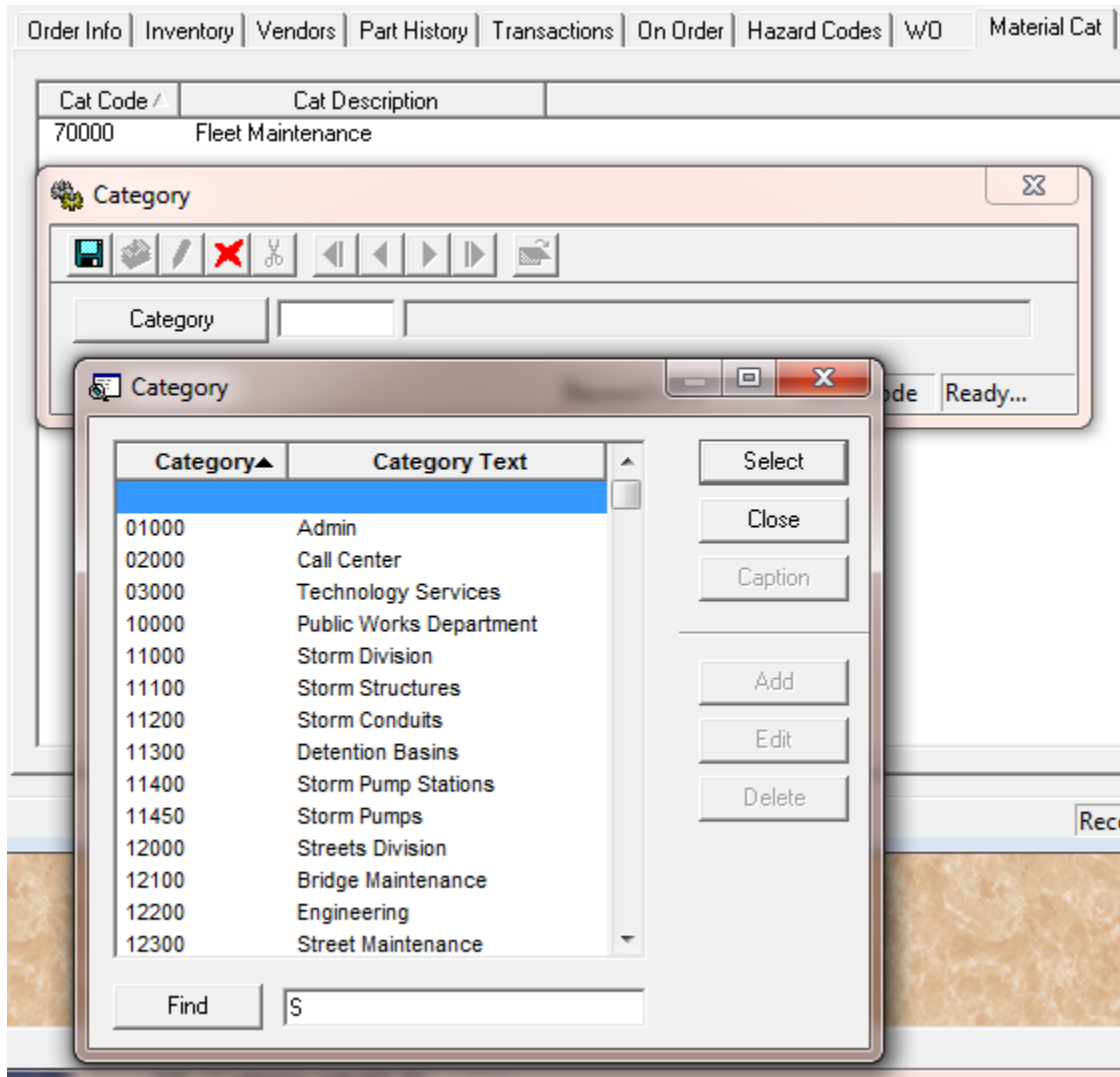 Order Info Inventory Vendors Part History Transactions On Order Hazard Codes WO Material Cat
Cat Code Cat Description
70000 Fleet Maintenance
Category
Category
Category
Ready...
Category Category Text
01000 Admin
02000 Call Center
03000 Technology Services
10000 Public Works Department
11000 Storm Division
11100 Storm Structures
11200 Storm Conduits
11300 Detention Basins
11400 Storm Pump Stations
11450 Storm Pumps
12000 Streets Division
12100 Bridge Maintenance
12200 Engineering
12300 Street Maintenance
Select
Close
Caption
Add
Edit
Delete
Find S